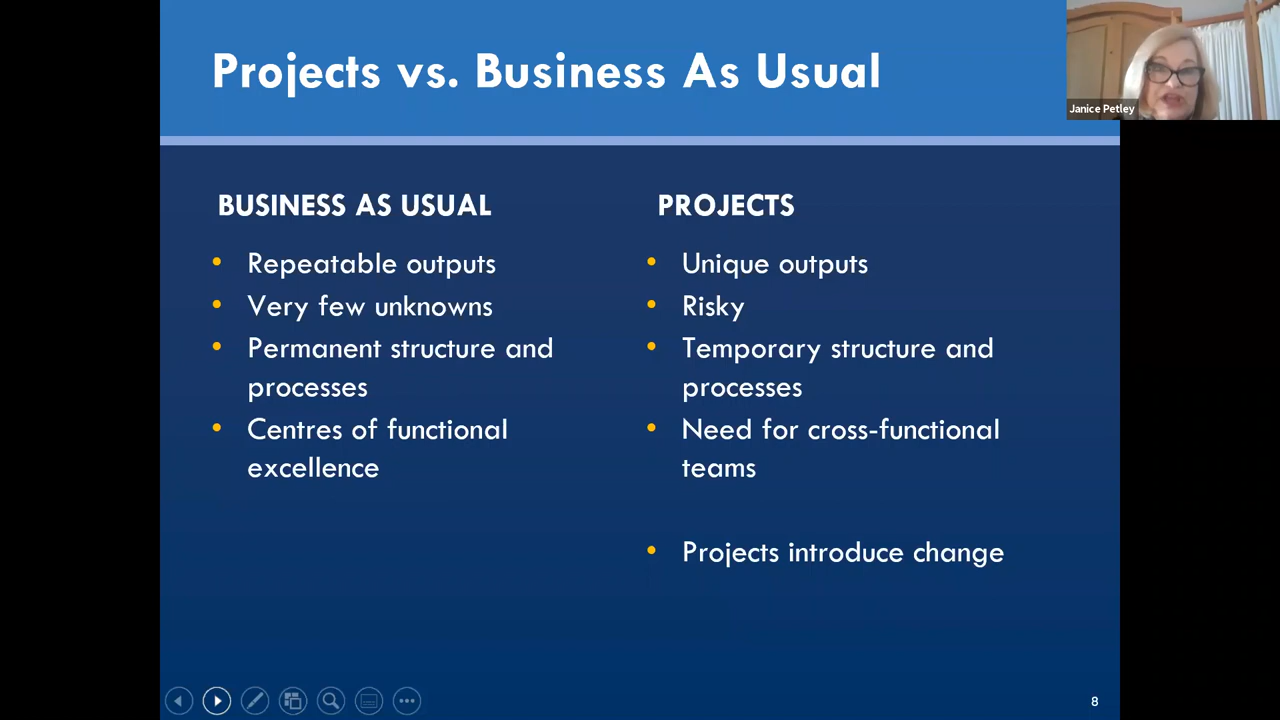 Projects vs. Business As Usual
Janice Petley
BUSINESS AS USUAL
Repeatable outputs
Very few unknowns
Permanent structure and
processes
Centres of functional
excellence
PROJECTS
Unique outputs
Risky
Temporary structure and
processes
Need for cross-functional
teams
Projects introduce change
8